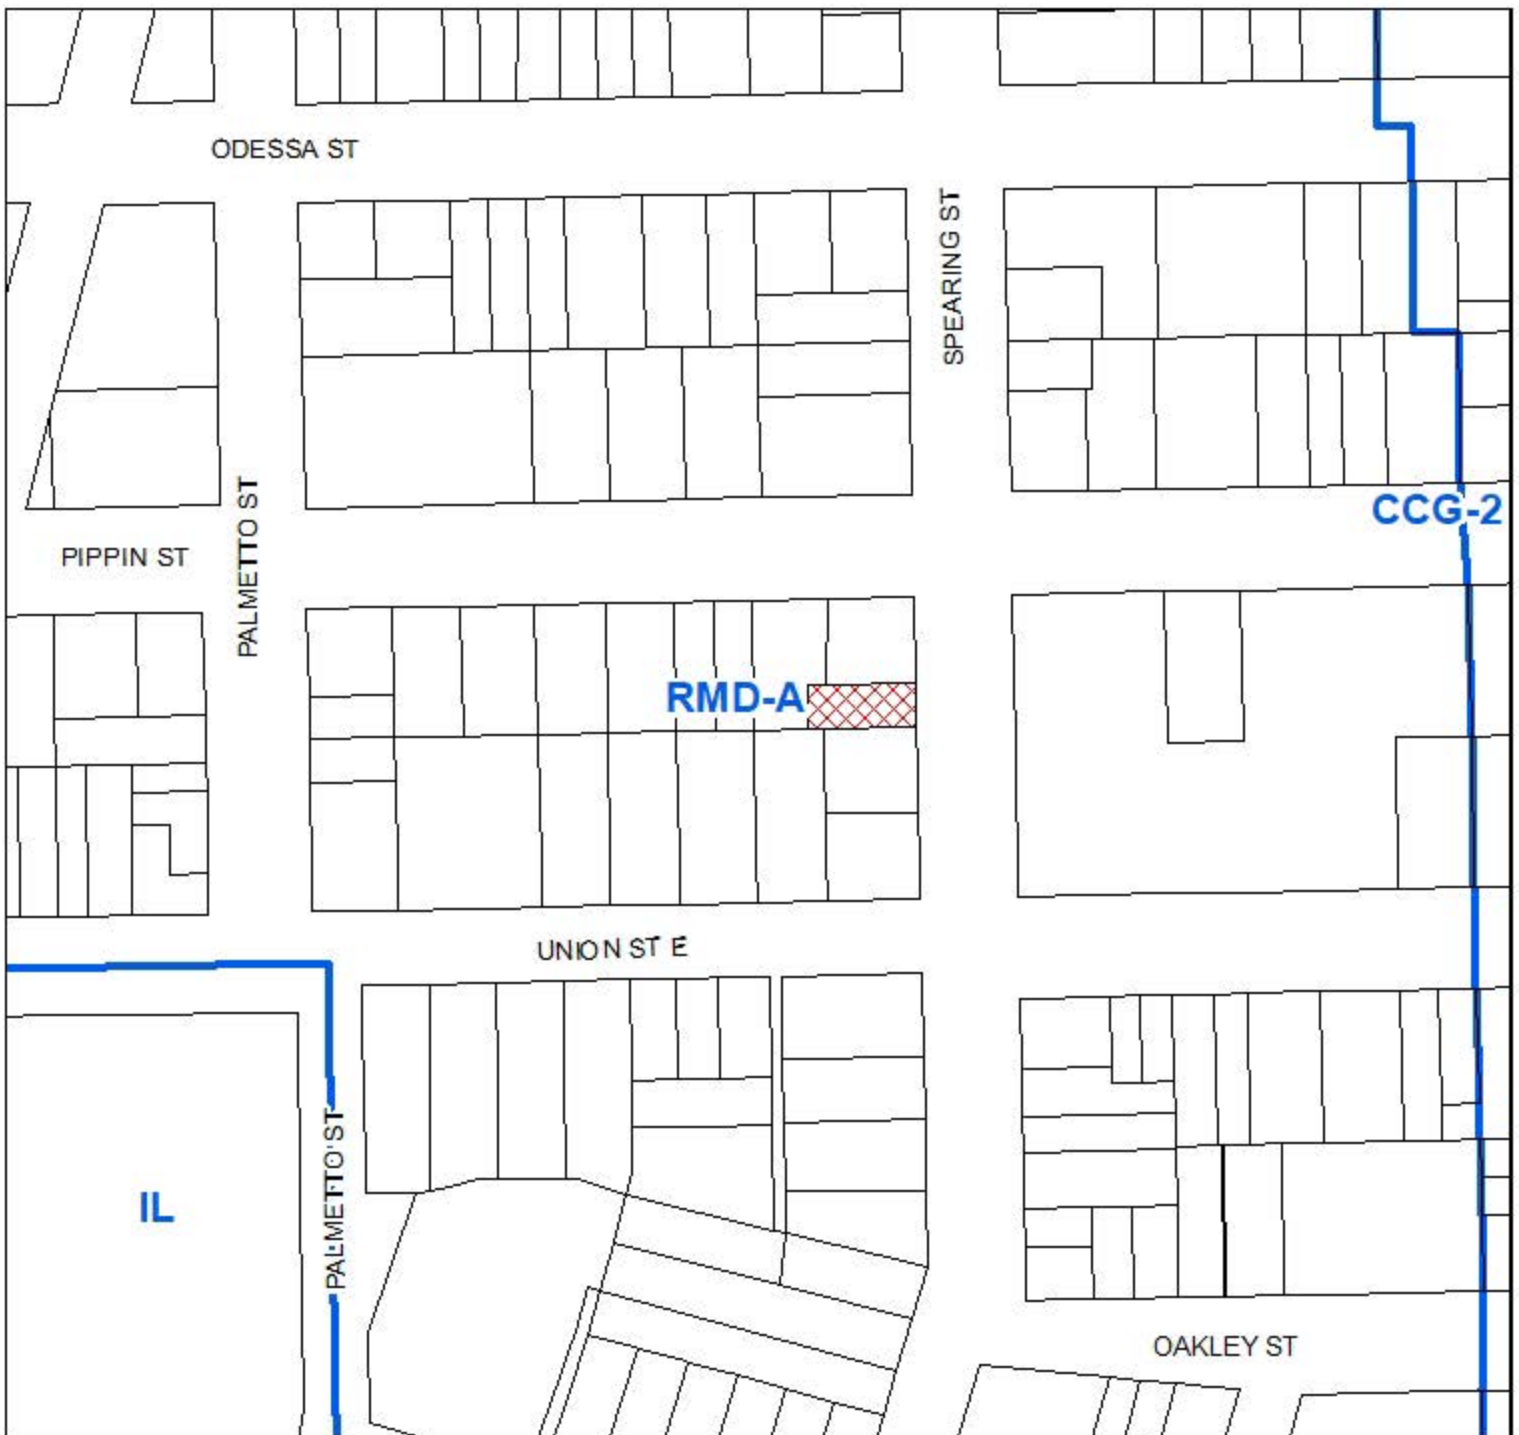 ODESSA ST
SPEARING ST
CCG-2
PALMETTO ST
PIPPIN ST
RMD-A
UNION ST E
PALMETTO ST
IL
OAKLEY ST